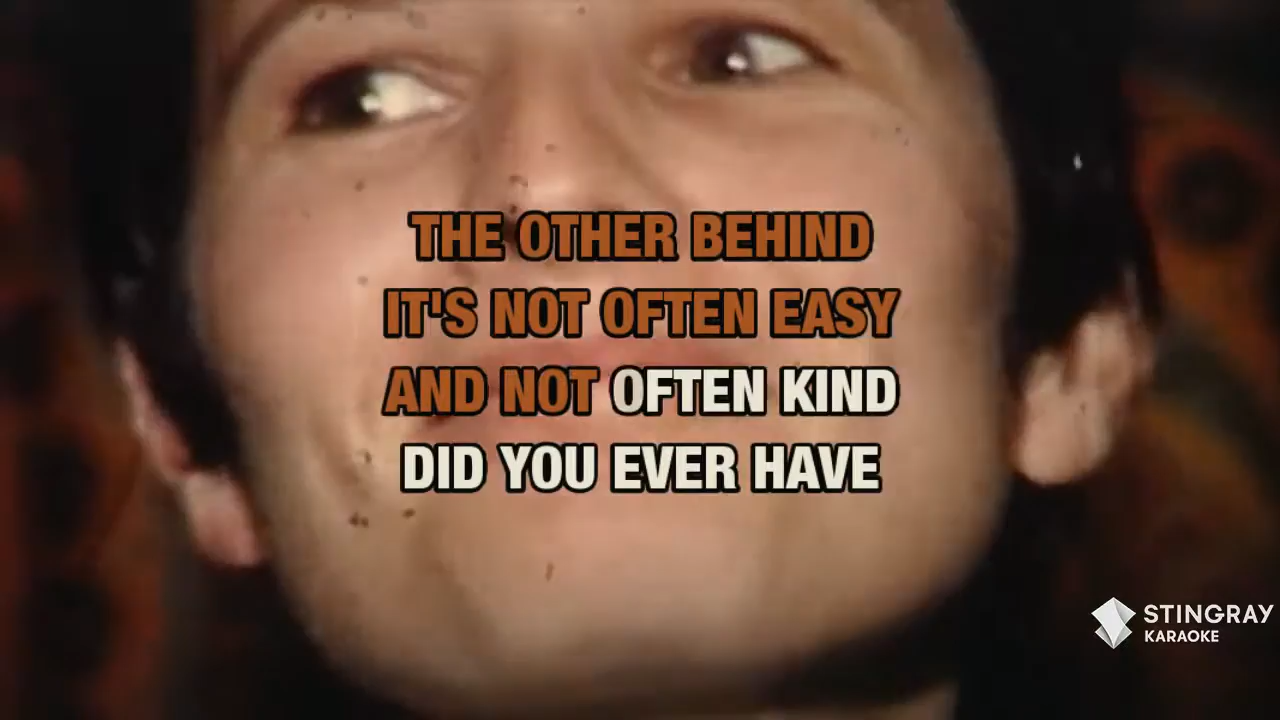 THE OTHER BEHIND
IT'S NOT OFTEN EASY
AND NOT OFTEN KIND
DID YOU EVER HAVE
STINGRAY
KARAOKE